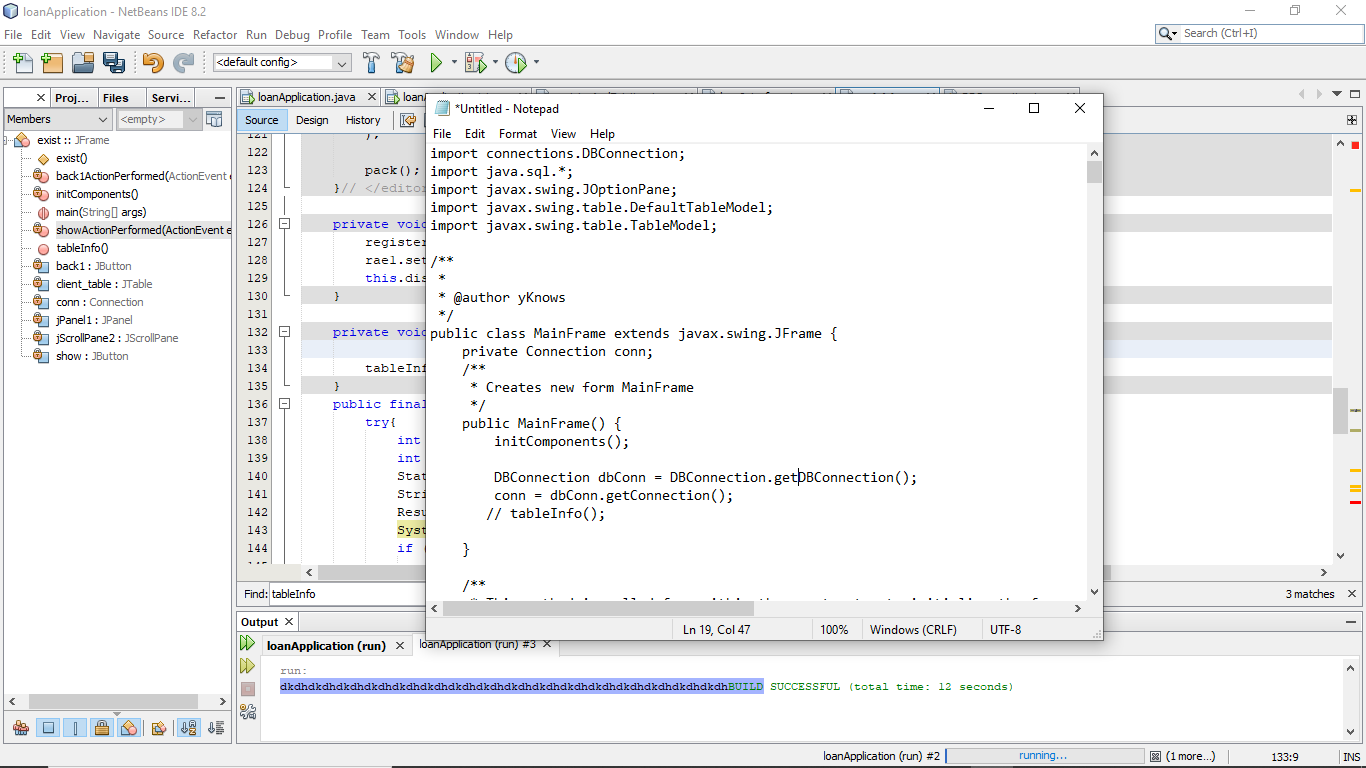 loanApplication - NetBeans IDE 8.2
File Edit View Navigate Source Refactor Run Debug Profile Team Tools Window Help
Search (Ctrl+I)
<default config>
Proj... Files Servi...
Members
<empty>
exist :: JFrame
exist()
back1ActionPerformed(ActionEvent
initComponents()
main(String[] args)
showActionPerformed(ActionEvent e
tableInfo()
back1 : JButton
client_table : JTable
conn : Connection
jPanel1 : JPanel
jScrollPane2 : JScrollPane
show : JButton
loanApplication.java
Source Design History
121 );
122
123 pack();
124 }// </editor
125
126 private void
127 register
128 rael.set
129 this.dis
130 }
131
132 private void
133
134 tableInf
135 }
136 public final
137 try{
138 int
139 int
140 Stat
141 Stri
142 Resu
143 Syst
144 if (
*Untitled - Notepad
File Edit Format View Help
import connections.DBConnection;
import java.sql.*;
import javax.swing.JOptionPane;
import javax.swing.table.DefaultTableModel;
import javax.swing.table.TableModel;
/**
*
* @author yKnows
*/
public class MainFrame extends javax.swing.JFrame {
private Connection conn;
/**
* Creates new form MainFrame
*/
public MainFrame() {
initComponents();
DBConnection dbConn = DBConnection.getDBConnection();
conn = dbConn.getConnection();
// tableInfo();
}
/**
Ln 19, Col 47 100% Windows (CRLF) UTF-8
Find: tableInfo
3 matches
Output
loanApplication (run)
loanApplication (run) #3
run:
dkdhdkdhdkdhdkdhdkdhdkdhdkdhdkdhdkdhdkdhdkdhdkdhdkdhdkdhdkdhdkdhBUILD SUCCESSFUL (total time: 12 seconds)
loanApplication (run) #2
running...
(1 more...)
133:9
INS